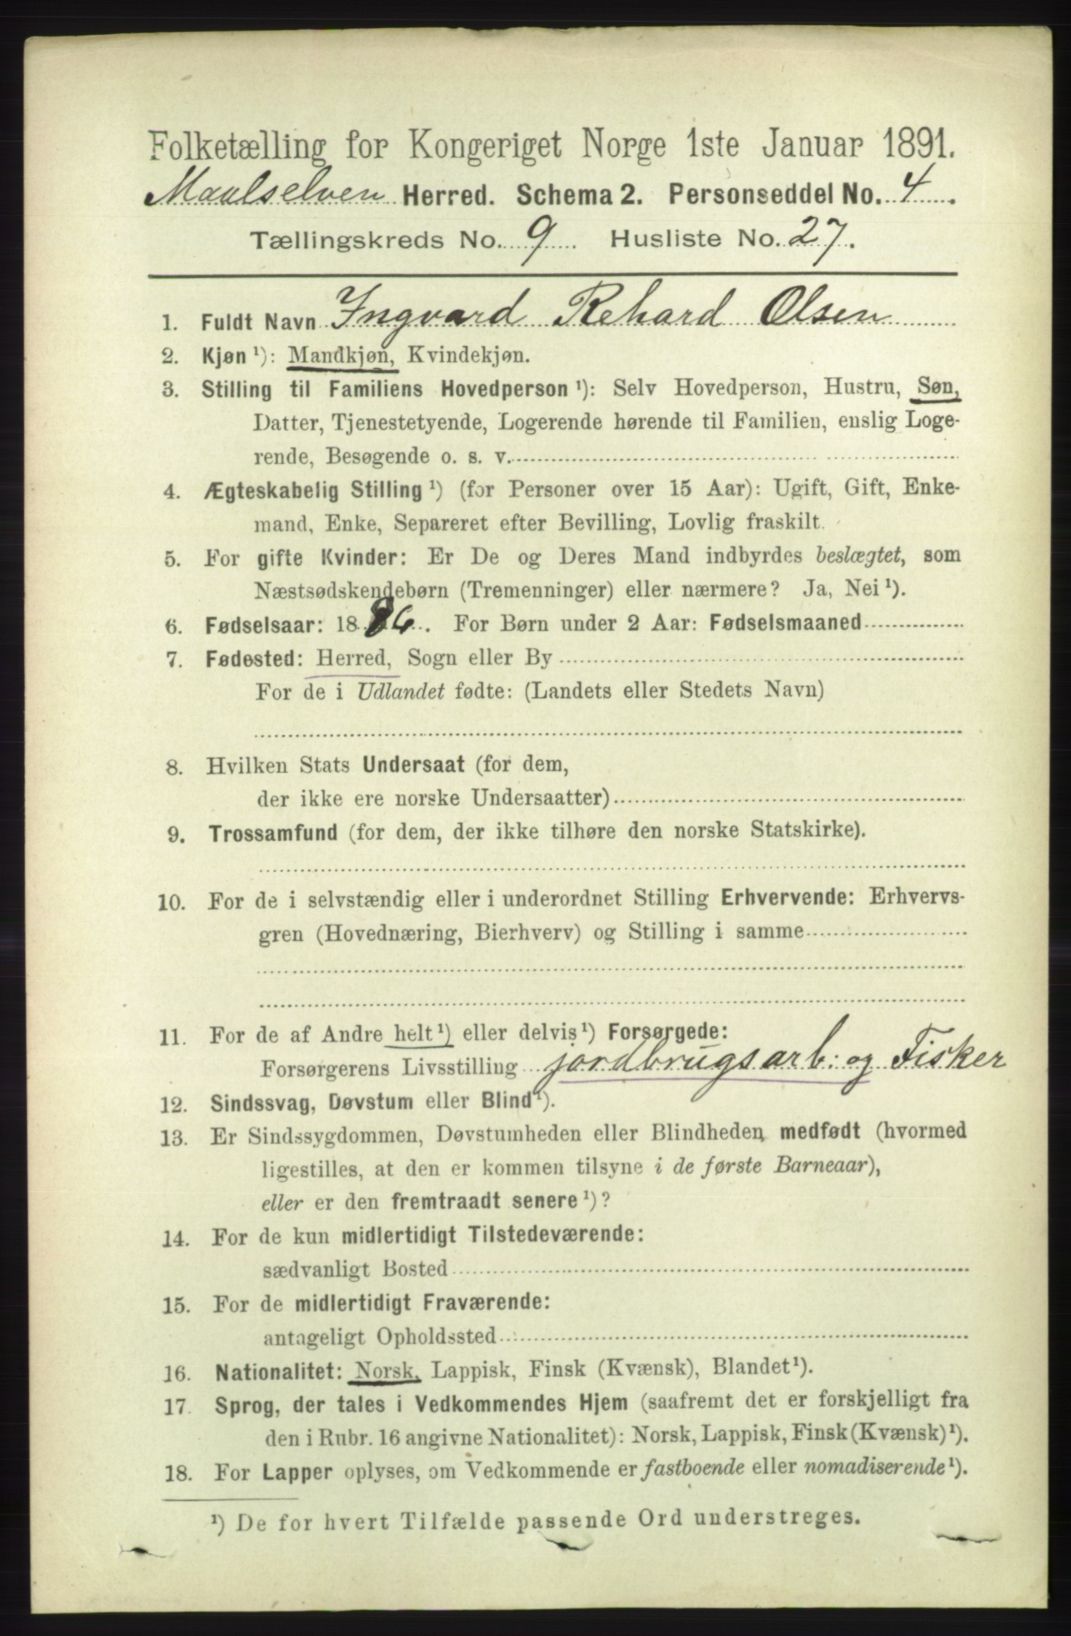 Folketælling for Kongeriget Norge 1ste Januar 1891.
Maalselven Herred. Schema 2. Personseddel No. 4.
Tællingskreds No. 9. Husliste No. 27.
1. Fuldt Navn Ingvard Rehard Olsen
2. Kjøn ¹): Mandkjøn, Kvindekjøn.
3. Stilling til Familiens Hovedperson ¹): Selv Hovedperson, Hustru, Søn,
Datter, Tjenestetyende, Logerende hørende til Familien, enslig Loge-
rende, Besøgende o. s. v.
4. Ægteskabelig Stilling ¹) (for Personer over 15 Aar): Ugift, Gift, Enke-
mand, Enke, Separeret efter Bevilling, Lovlig fraskilt.
5. For gifte Kvinder: Er De og Deres Mand indbyrdes beslægtet, som
Næstsødskendebørn (Tremenninger) eller nærmere? Ja, Nei ¹).
6. Fødselsaar: 1886. For Børn under 2 Aar: Fødselsmaaned
7. Fødested: Herred, Sogn eller By
For de i Udlandet fødte: (Landets eller Stedets Navn)
8. Hvilken Stats Undersaat (for dem,
der ikke ere norske Undersaatter)
9. Trossamfund (for dem, der ikke tilhøre den norske Statskirke).
10. For de i selvstændig eller i underordnet Stilling Erhvervende: Erhvervs-
gren (Hovednæring, Bierhverv) og Stilling i samme
11. For de af Andre helt ¹) eller delvis ¹) Forsørgede:
Forsørgerens Livsstilling jordbrugsarb: og Fisker
12. Sindssvag, Døvstum eller Blind ¹).
13. Er Sindssygdommen, Døvstumheden eller Blindheden medfødt (hvormed
ligestilles, at den er kommen tilsyne i de første Barneaar),
eller er den fremtraadt senere ¹)?
14. For de kun midlertidigt Tilstedeværende:
sædvanligt Bosted
15. For de midlertidigt Fraværende:
antageligt Opholdssted
16. Nationalitet: Norsk, Lappisk, Finsk (Kvænsk), Blandet ¹).
17. Sprog, der tales i Vedkommendes Hjem (saafremt det er forskjelligt fra
den i Rubr. 16 angivne Nationalitet): Norsk, Lappisk, Finsk (Kvænsk) ¹).
18. For Lapper oplyses, om Vedkommende er fastboende eller nomadiserende ¹).
¹) De for hvert Tilfælde passende Ord understreges.